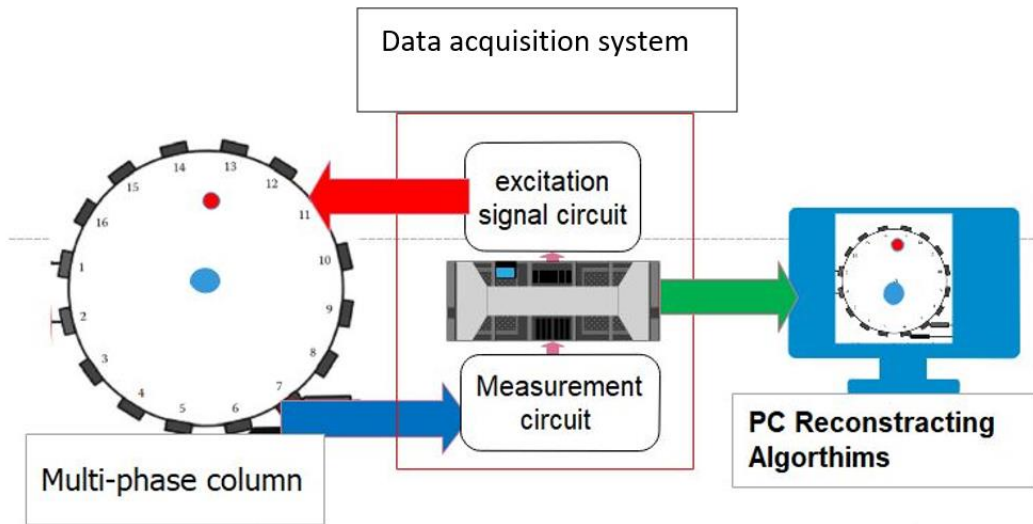 Data acquisition system
14
13
15
12
excitation
signal circuit
16
11
1
10
2
9
3
8
4
7
5
6
Measurement
circuit
Multi-phase column
PC Reconstracting
Algorthims